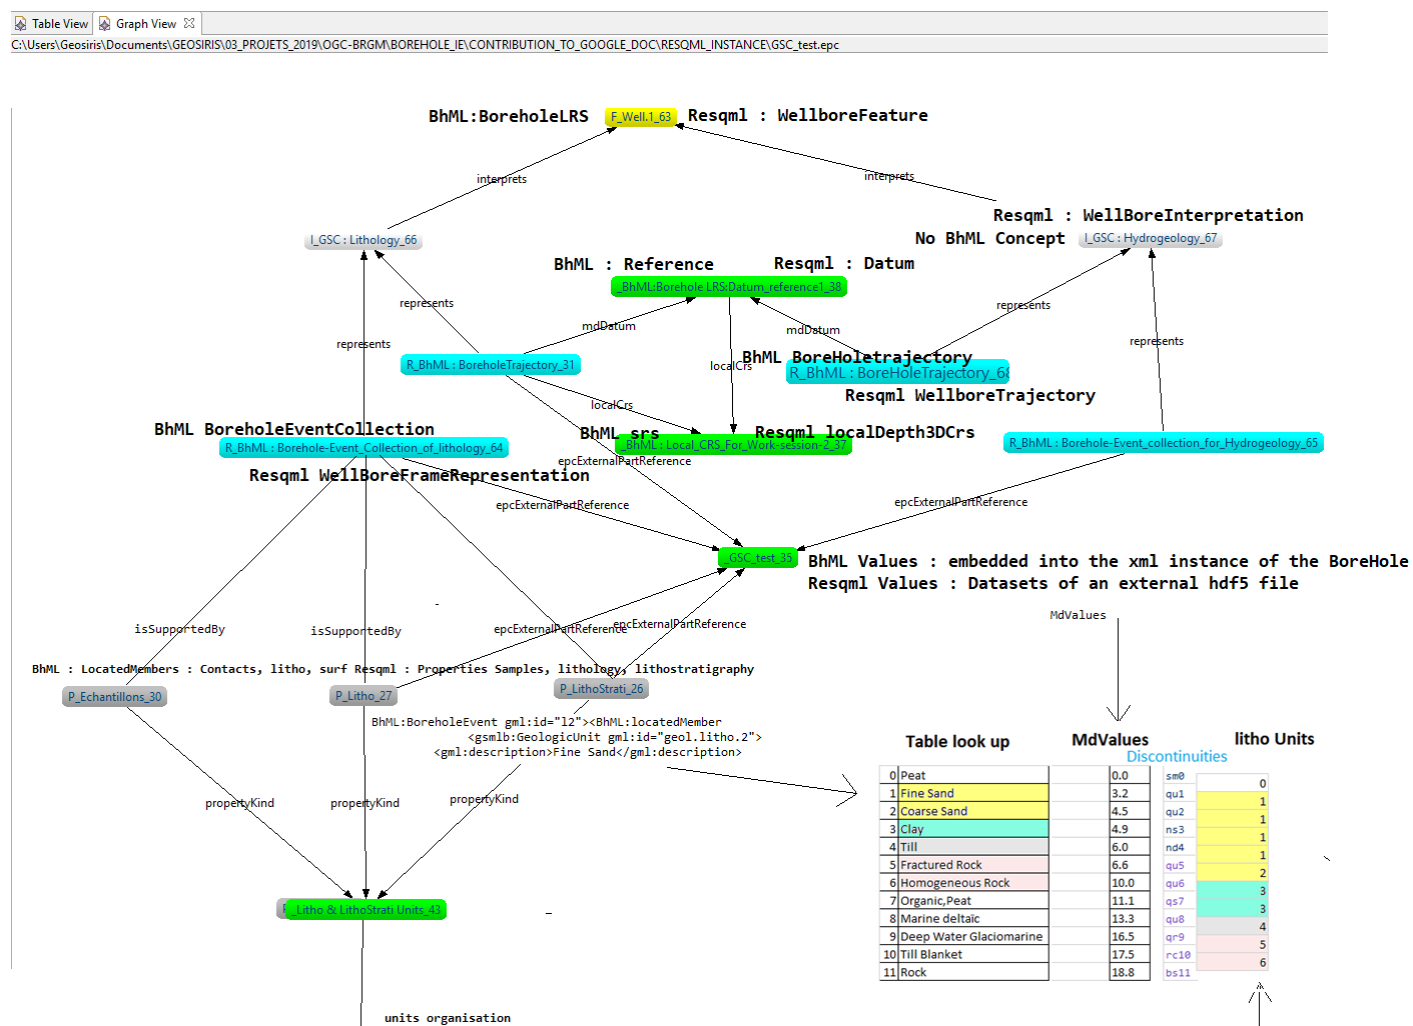 Table View Graph View
C:\Users\Geosiris\Documents\GEOSIRIS\03_PROJETS_2019\OGC-BRGM\BOREHOLE_IE\CONTRIBUTION_TO_GOOGLE_DOC\RESQML_INSTANCE\GSC_test.epc
BhML:BoreholeLRS F_Well.1_63 Resqml : WellboreFeature
interprets interprets
Resqml : WellBoreInterpretation
I_GSC : Lithology_66 No BhML Concept I_GSC : Hydrogeology_67
BhML : Reference Resqml : Datum
_BhML:Borehole LRS:Datum_reference1_38
represents represents
mdDatum mdDatum
represents represents
BhML BoreHoletrajectory
R_BhML : BoreholeTrajectory_31 localCrs R_BhML : BoreHoleTrajectory_68
Resqml WellboreTrajectory
localCrs
BhML BoreholeEventCollection BhML srs Resqml localDepth3DCrs
R_BhML : Borehole-Event_Collection_of_lithology_64 _BhML : Local_CRS_For_Work-session-2_37 R_BhML : Borehole-Event_collection_for_Hydrogeology_65
epcExternalPartReference
Resqml WellBoreFrameRepresentation
epcExternalPartReference epcExternalPartReference
_GSC_test_35 BhML Values : embedded into the xml instance of the BoreHole
Resqml Values : Datasets of an external hdf5 file
MdValues
isSupportedBy isSupportedBy epcExternalPartReference epcExternalPartReference
BhML : LocatedMembers : Contacts, litho, surf Resqml : Properties Samples, lithology, lithostratigraphy
P_Echantillons_30 P_Litho_27 P_LithoStrati_26
BhML:BoreholeEvent gml:id="l2"><BhML:locatedMember
<gsmlb:GeologicUnit gml:id="geol.litho.2">
<gml:description>Fine Sand</gml:description>
Table look up MdValues litho Units
Discontinuities
0 Peat 0.0 sm0 0
1 Fine Sand 3.2 qu1 1
2 Coarse Sand 4.5 qu2 1
3 Clay 4.9 ns3 1
4 Till 6.0 nd4 1
5 Fractured Rock 6.6 qu5 2
6 Homogeneous Rock 10.0 qu6 3
7 Organic,Peat 11.1 qs7 3
8 Marine deltaïc 13.3 qu8 4
9 Deep Water Glaciomarine 16.5 qr9 5
10 Till Blanket 17.5 rc10 6
11 Rock 18.8 bs11
propertyKind propertyKind propertyKind
_Litho & LithoStrati Units_43
units organisation